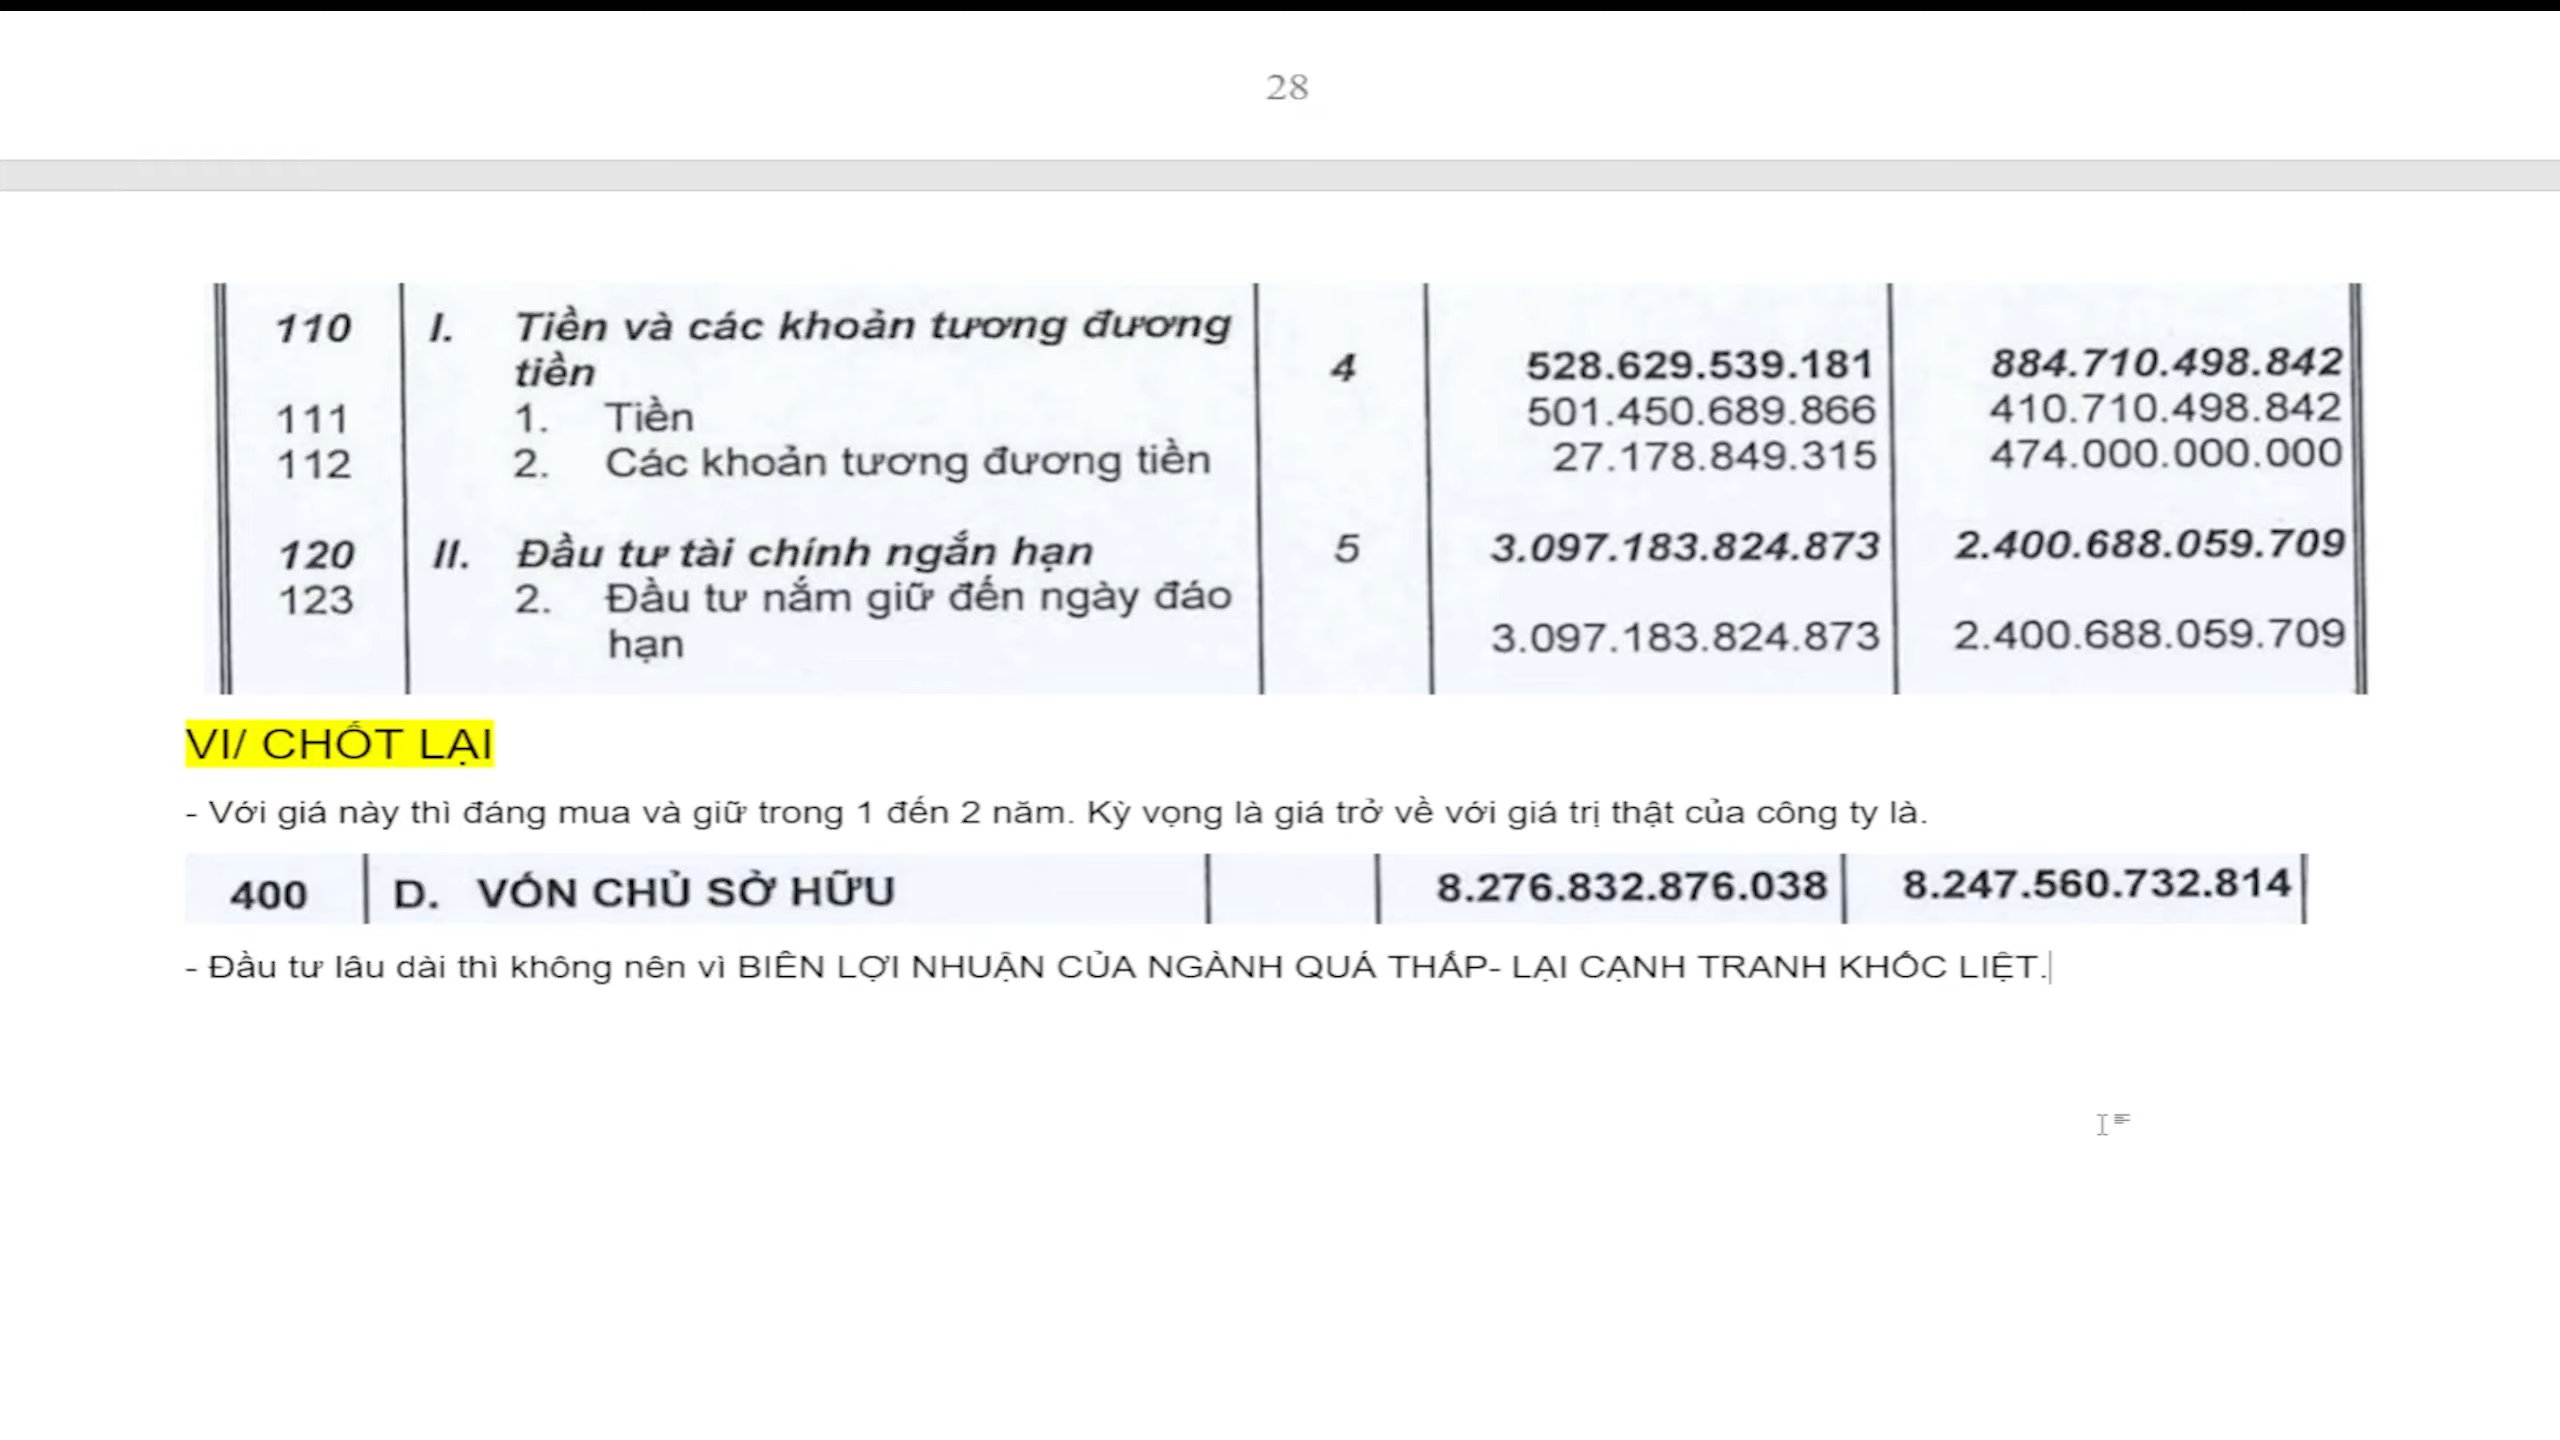 28
110 I. Tiền và các khoản tương đương tiền 4 528.629.539.181 884.710.498.842
111 1. Tiền 501.450.689.866 410.710.498.842
112 2. Các khoản tương đương tiền 27.178.849.315 474.000.000.000
120 II. Đầu tư tài chính ngắn hạn 5 3.097.183.824.873 2.400.688.059.709
123 2. Đầu tư nắm giữ đến ngày đáo hạn 3.097.183.824.873 2.400.688.059.709
VI/ CHỐT LẠI
- Với giá này thì đáng mua và giữ trong 1 đến 2 năm. Kỳ vọng là giá trở về với giá trị thật của công ty là.
400 D. VỐN CHỦ SỞ HỮU 8.276.832.876.038 8.247.560.732.814
- Đầu tư lâu dài thì không nên vì BIÊN LỢI NHUẬN CỦA NGÀNH QUÁ THẤP- LẠI CẠNH TRANH KHỐC LIỆT.